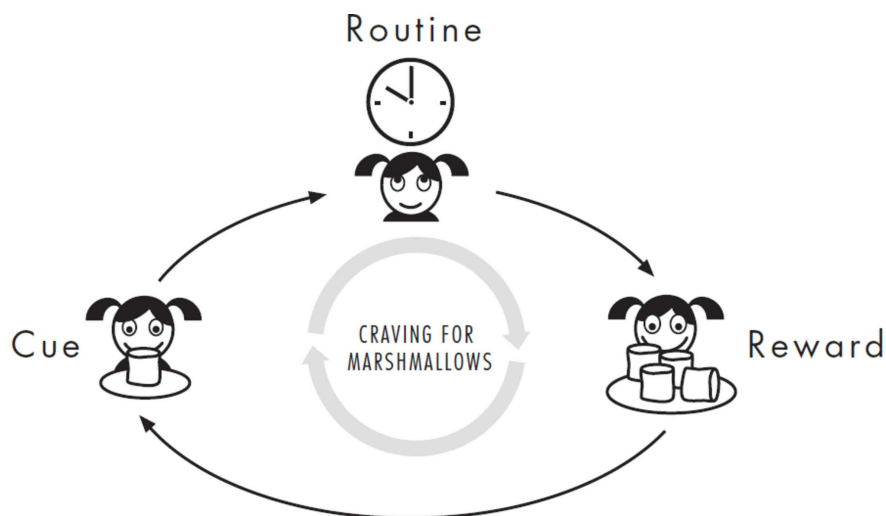 Routine
Cue
CRAVING FOR
MARSHMALLOWS
Reward